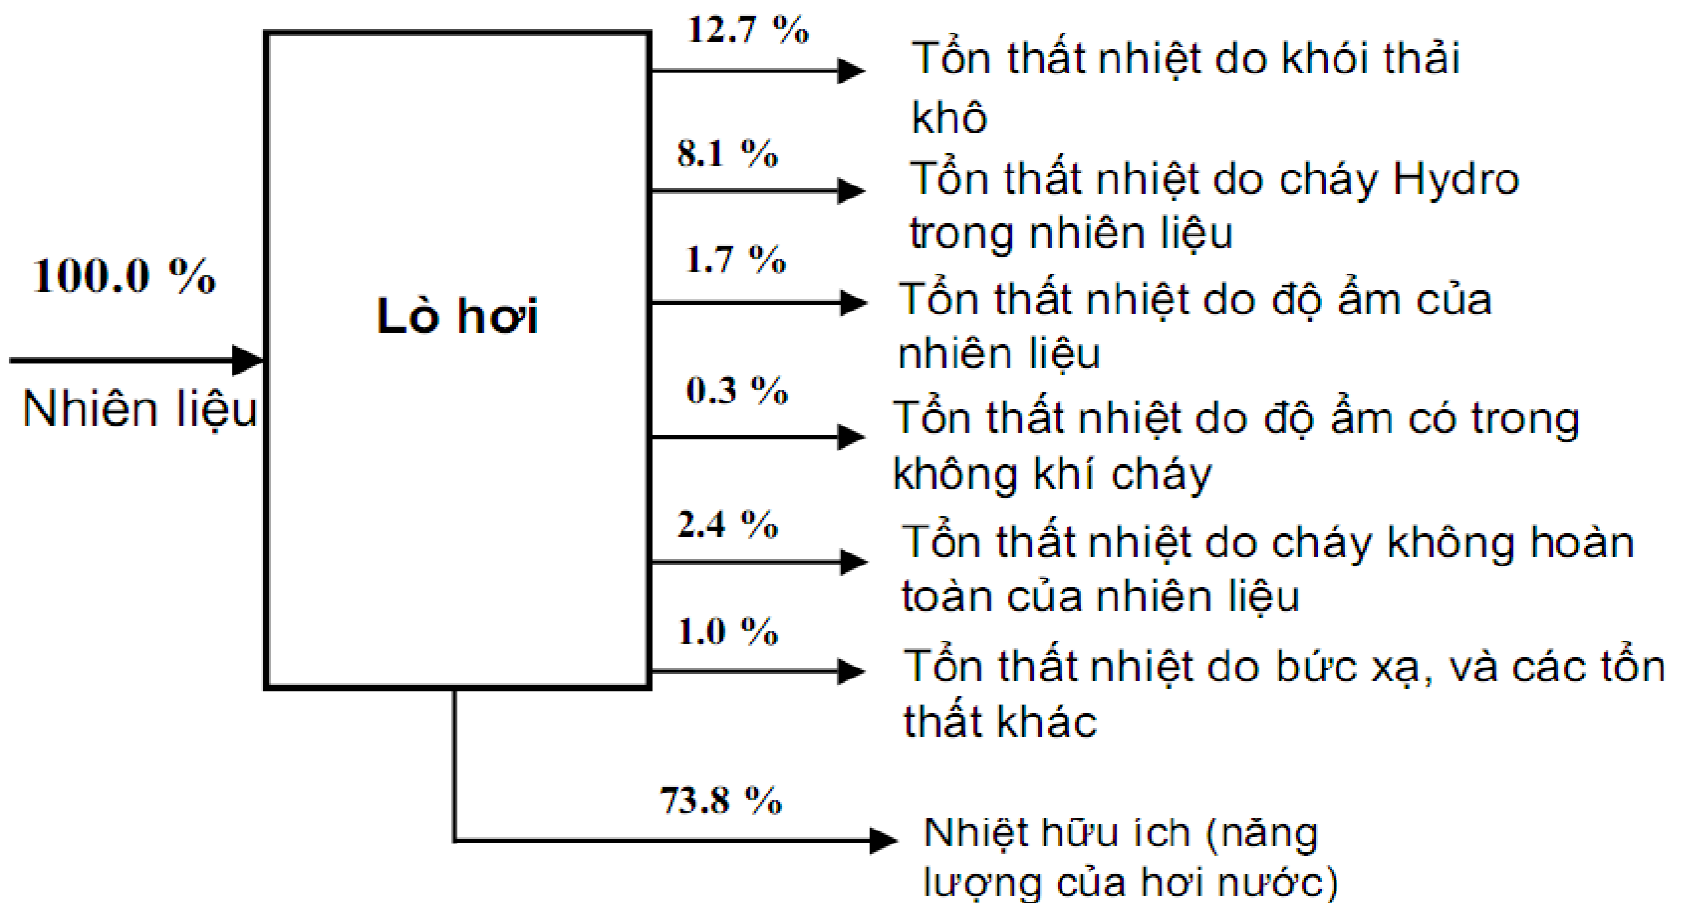 12.7 %
Tổn thất nhiệt do khói thải
khô
8.1 %
Tổn thất nhiệt do cháy Hydro
trong nhiên liệu
1.7 %
Tổn thất nhiệt do độ ẩm của
nhiên liệu
100.0 %
Nhiên liệu
Lò hơi
0.3 %
Tổn thất nhiệt do độ ẩm có trong
không khí cháy
2.4 %
Tổn thất nhiệt do cháy không hoàn
toàn của nhiên liệu
1.0 %
Tổn thất nhiệt do bức xạ, và các tổn
thất khác
73.8 %
Nhiệt hữu ích (năng
lượng của hơi nước)